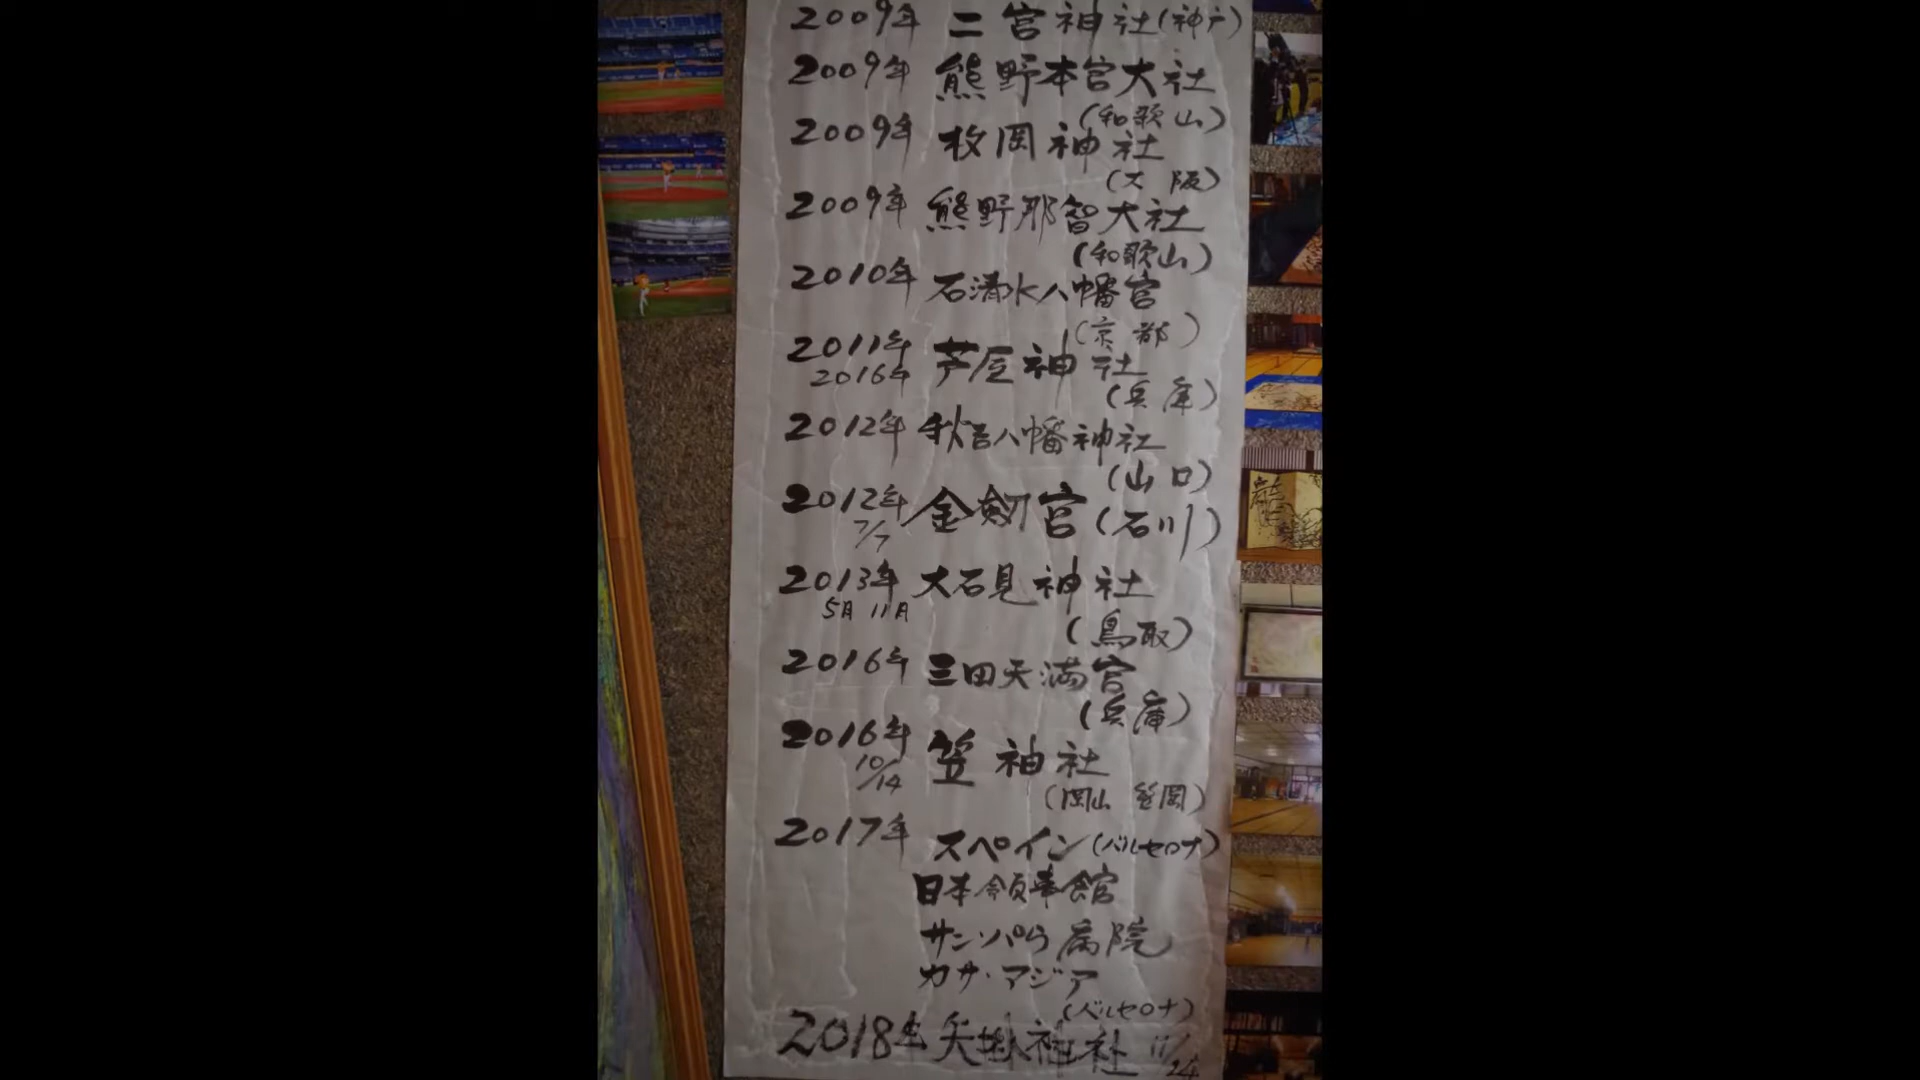 2009年 二宮神社(神戸)
2009年 熊野本宮大社
(和歌山)
2009年 枚岡神社
(大阪)
2009年 熊野那智大社
(和歌山)
2010年 石清水八幡宮
(京都)
2011年 芦屋神社
2016年
(兵庫)
2012年 秋吉八幡神社
(山口)
2012年 金劔宮(石川)
7/7
2013年 大石見神社
5月 11月
(鳥取)
2016年 三田天満宮
(兵庫)
2016年 笠神社
10/14
(岡山 笠岡)
2017年 スペイン(バルセロナ)
日本領事館
サン・パウ病院
カサ・アジア
(バルセロナ)
2018年 矢掛神社 11/24